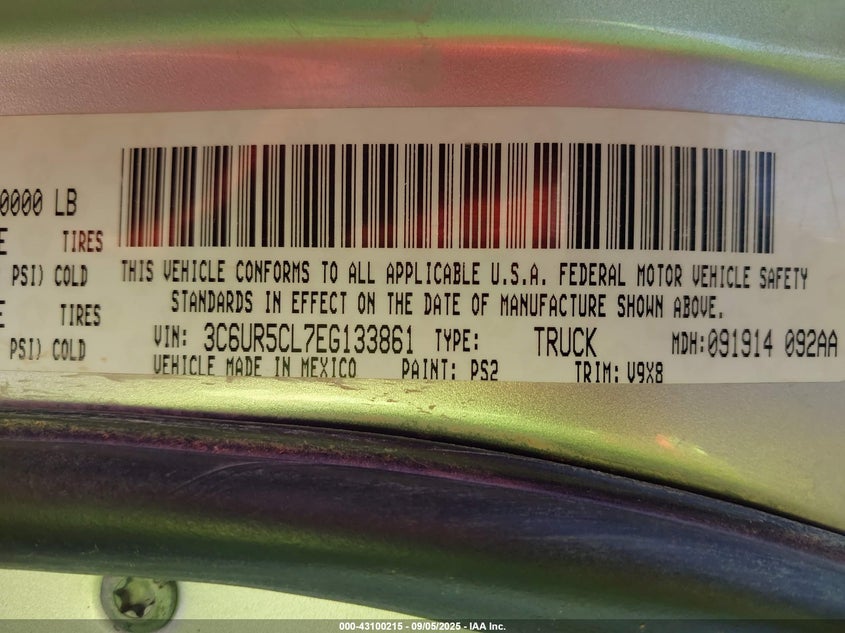 0000 LB
E TIRES
PSI) COLD
E TIRES
PSI) COLD
THIS VEHICLE CONFORMS TO ALL APPLICABLE U.S.A. FEDERAL MOTOR VEHICLE SAFETY
STANDARDS IN EFFECT ON THE DATE OF MANUFACTURE SHOWN ABOVE.
VIN: 3C6UR5CL7EG133861 TYPE: TRUCK MDH:091914 092AA
VEHICLE MADE IN MEXICO PAINT: PS2 TRIM: V9X8
000-43100215 - 09/05/2025 - IAA Inc.